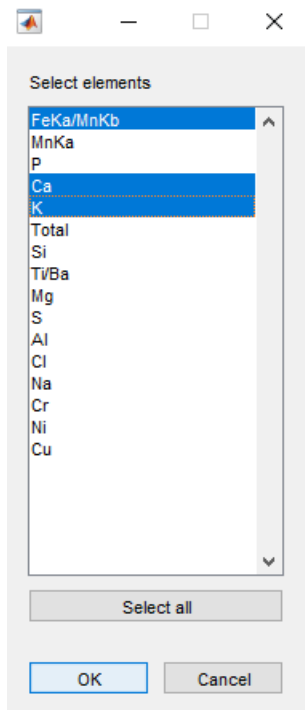 Select elements
FeKa/MnKb
MnKa
P
Ca
K
Total
Si
Ti/Ba
Mg
S
Al
Cl
Na
Cr
Ni
Cu
Select all
OK Cancel